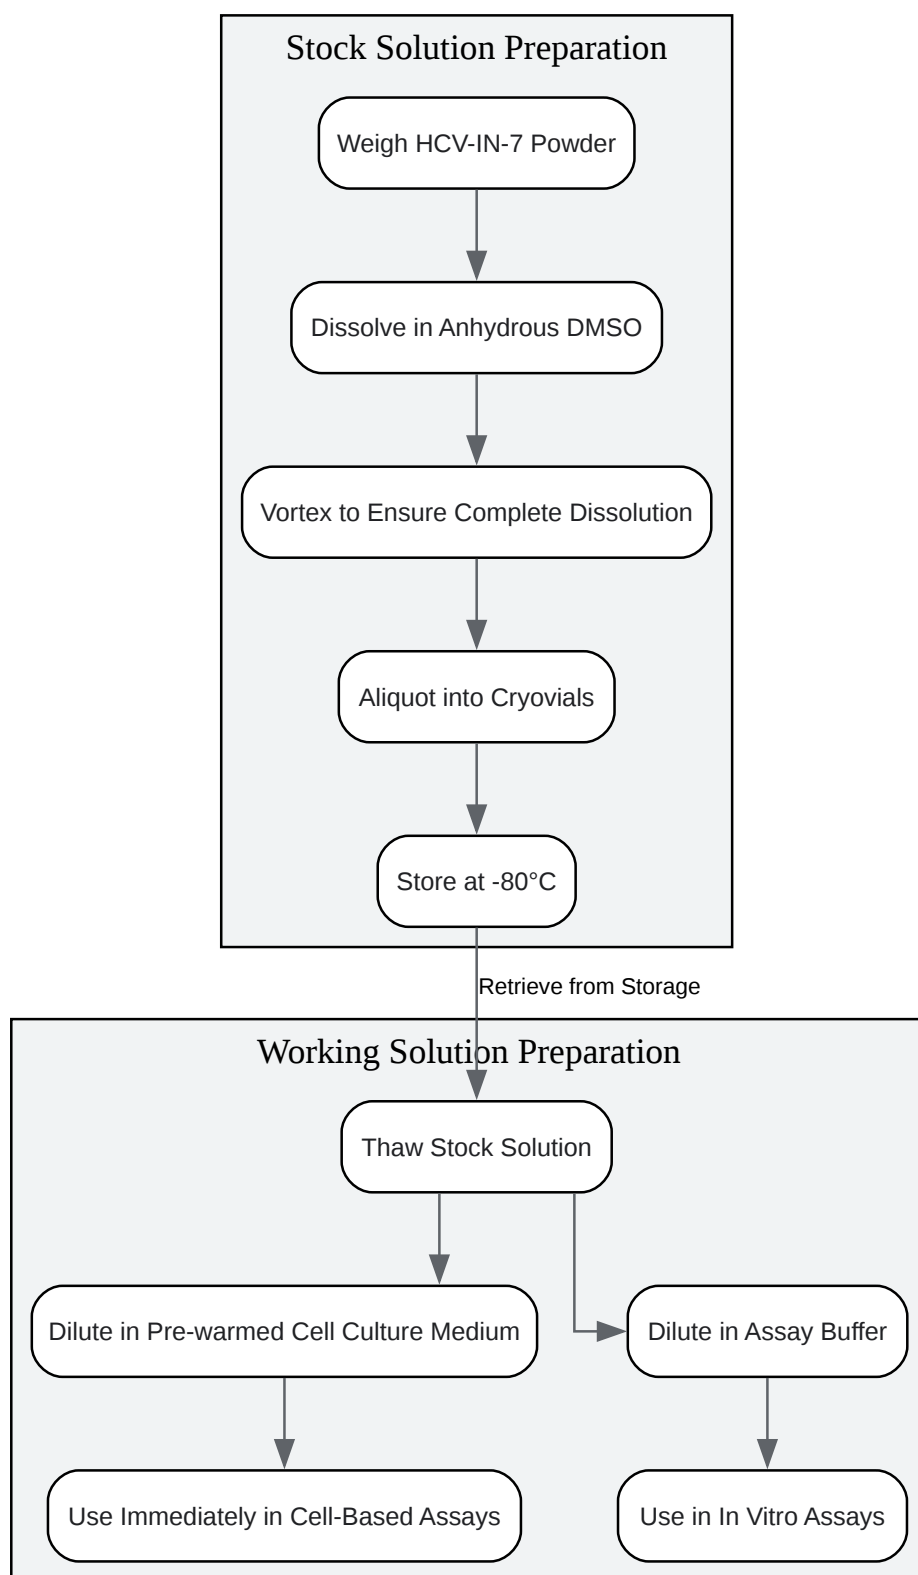 Stock Solution Preparation
Weigh HCV-IN-7 Powder
Dissolve in Anhydrous DMSO
Vortex to Ensure Complete Dissolution
Aliquot into Cryovials
Store at -80°C
Retrieve from Storage
Working Solution Preparation
Thaw Stock Solution
Dilute in Pre-warmed Cell Culture Medium
Dilute in Assay Buffer
Use Immediately in Cell-Based Assays
Use in In Vitro Assays